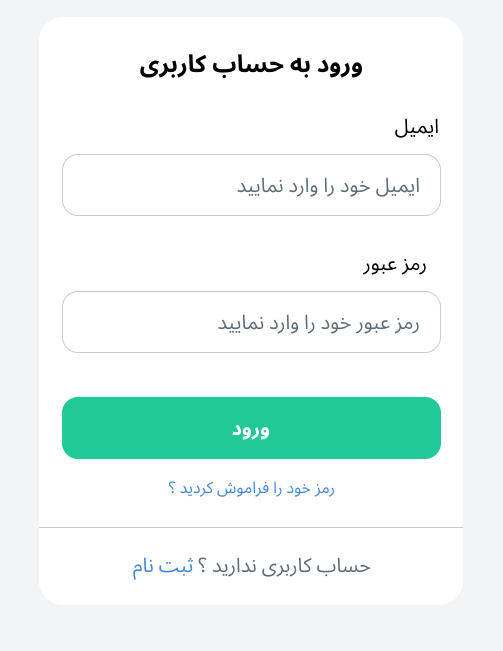 ورود به حساب کاربری
ایمیل
ایمیل خود را وارد نمایید
رمز عبور
رمز عبور خود را وارد نمایید
ورود
رمز خود را فراموش کردید ؟
حساب کاربری ندارید ؟ ثبت نام